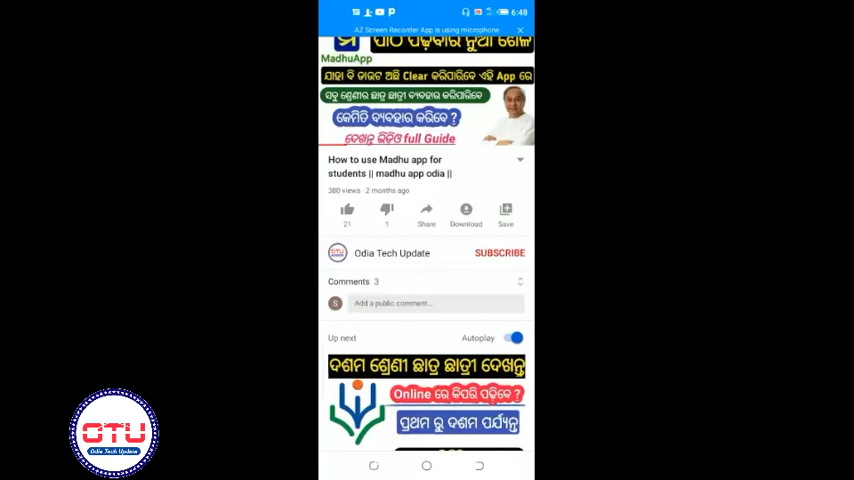 6:48
AZ Screen Recorder App is using microphone
ପାଠ ପଢ଼ିବାର ନୂଆ ଶୈଳୀ
MadhuApp
ଯାହା ବି ଡାଉଟ ଅଛି Clear କରିପାରିବେ ଏହି App ରେ
ସବୁ ଶ୍ରେଣୀର ଛାତ୍ର ଛାତ୍ରୀ ବ୍ୟବହାର କରିପାରିବେ
କେମିତି ବ୍ୟବହାର କରିବେ ?
ଦେଖନ୍ତୁ ଭିଡ଼ିଓ full Guide
How to use Madhu app for
students || madhu app odia ||
380 views · 2 months ago
21
1
Share
Download
Save
Odia Tech Update
SUBSCRIBE
Comments 3
S
Add a public comment...
Up next
Autoplay
ଦଶମ ଶ୍ରେଣୀ ଛାତ୍ର ଛାତ୍ରୀ ଦେଖନ୍ତୁ
Online ରେ କିପରି ପଢ଼ିବେ ?
ପ୍ରଥମ ରୁ ଦଶମ ପର୍ଯ୍ୟନ୍ତ
OTU
Odia Tech Update